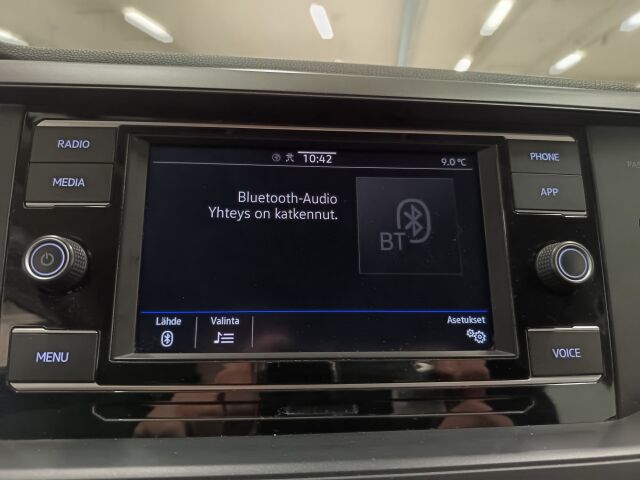 RADIO
MEDIA
MENU
10:42
9.0 °C
Bluetooth-Audio
Yhteys on katkennut.
BT
Lähde
Valinta
Asetukset
PHONE
APP
VOICE